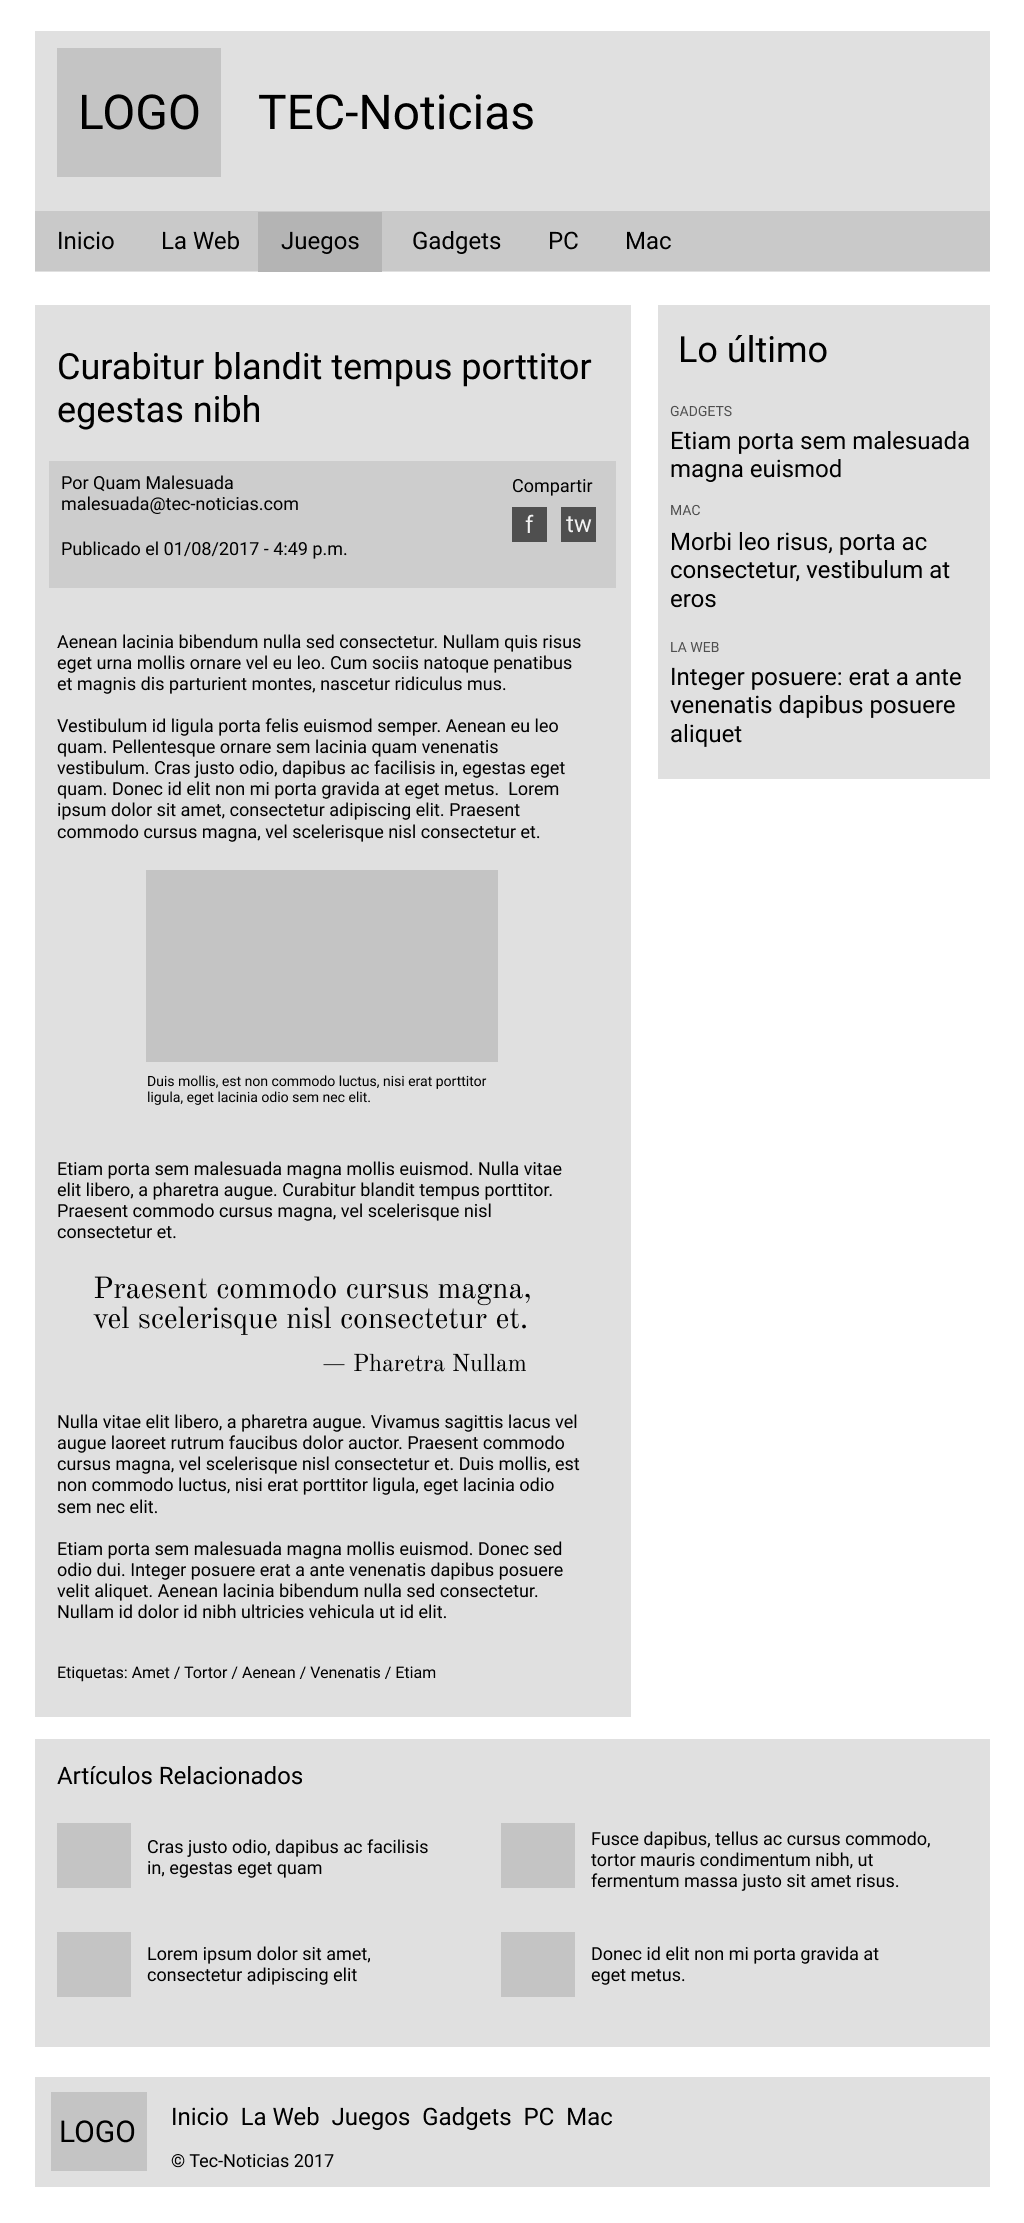 LOGO
TEC-Noticias
Inicio La Web Juegos Gadgets PC Mac
Curabitur blandit tempus porttitor
egestas nibh
Por Quam Malesuada
malesuada@tec-noticias.com
Publicado el 01/08/2017 - 4:49 p.m.
Compartir
f tw
Aenean lacinia bibendum nulla sed consectetur. Nullam quis risus
eget urna mollis ornare vel eu leo. Cum sociis natoque penatibus
et magnis dis parturient montes, nascetur ridiculus mus.
Vestibulum id ligula porta felis euismod semper. Aenean eu leo
quam. Pellentesque ornare sem lacinia quam venenatis
vestibulum. Cras justo odio, dapibus ac facilisis in, egestas eget
quam. Donec id elit non mi porta gravida at eget metus.  Lorem
ipsum dolor sit amet, consectetur adipiscing elit. Praesent
commodo cursus magna, vel scelerisque nisl consectetur et.
Duis mollis, est non commodo luctus, nisi erat porttitor
ligula, eget lacinia odio sem nec elit.
Etiam porta sem malesuada magna mollis euismod. Nulla vitae
elit libero, a pharetra augue. Curabitur blandit tempus porttitor.
Praesent commodo cursus magna, vel scelerisque nisl
consectetur et.
Praesent commodo cursus magna,
vel scelerisque nisl consectetur et.
— Pharetra Nullam
Nulla vitae elit libero, a pharetra augue. Vivamus sagittis lacus vel
augue laoreet rutrum faucibus dolor auctor. Praesent commodo
cursus magna, vel scelerisque nisl consectetur et. Duis mollis, est
non commodo luctus, nisi erat porttitor ligula, eget lacinia odio
sem nec elit.
Etiam porta sem malesuada magna mollis euismod. Donec sed
odio dui. Integer posuere erat a ante venenatis dapibus posuere
velit aliquet. Aenean lacinia bibendum nulla sed consectetur.
Nullam id dolor id nibh ultricies vehicula ut id elit.
Etiquetas: Amet / Tortor / Aenean / Venenatis / Etiam
Lo último
GADGETS
Etiam porta sem malesuada
magna euismod
MAC
Morbi leo risus, porta ac
consectetur, vestibulum at
eros
LA WEB
Integer posuere: erat a ante
venenatis dapibus posuere
aliquet
Artículos Relacionados
Cras justo odio, dapibus ac facilisis
in, egestas eget quam
Fusce dapibus, tellus ac cursus commodo,
tortor mauris condimentum nibh, ut
fermentum massa justo sit amet risus.
Lorem ipsum dolor sit amet,
consectetur adipiscing elit
Donec id elit non mi porta gravida at
eget metus.
LOGO
Inicio La Web Juegos Gadgets PC Mac
© Tec-Noticias 2017